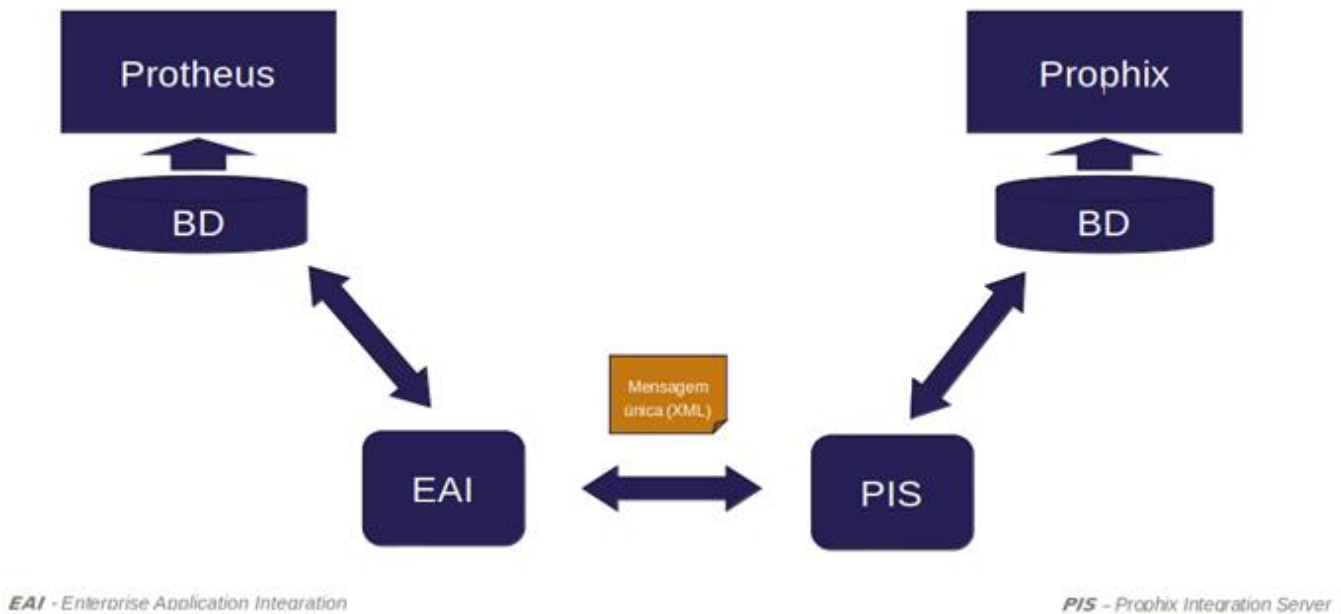 Protheus
Prophix
BD
BD
Mensagem
única (XML)
EAI
PIS
EAI - Enterprise Application Integration
PIS – Prophix Integration Server